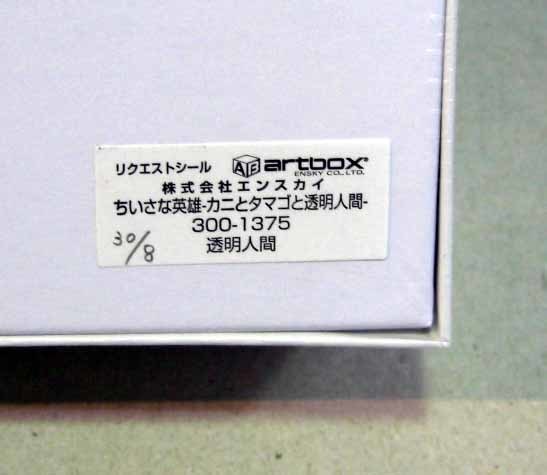 リクエストシール artbox®
ENSKY CO., LTD.
株式会社エンスカイ
ちいさな英雄-カニとタマゴと透明人間-
300-1375
30/8 透明人間